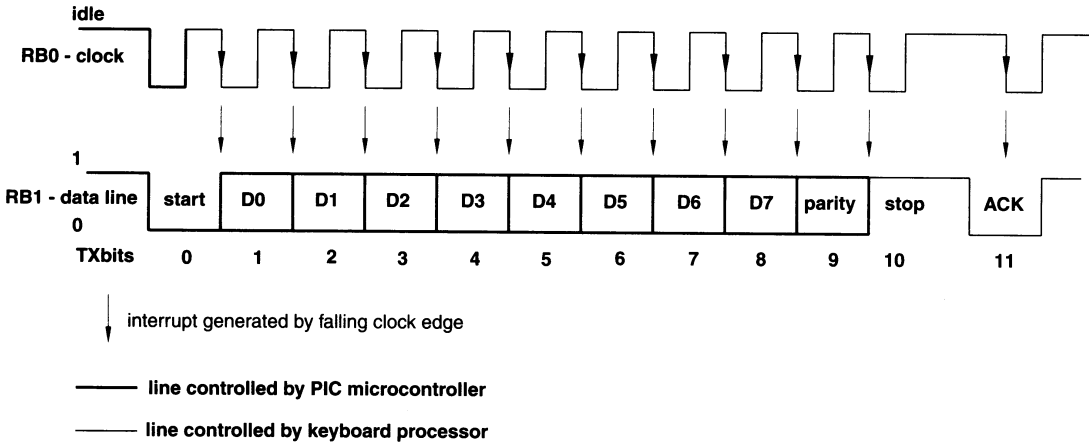 idle
RB0 - clock
1
RB1 - data line
start D0 D1 D2 D3 D4 D5 D6 D7 parity stop ACK
0
TXbits 0 1 2 3 4 5 6 7 8 9 10 11
interrupt generated by falling clock edge
line controlled by PIC microcontroller
line controlled by keyboard processor